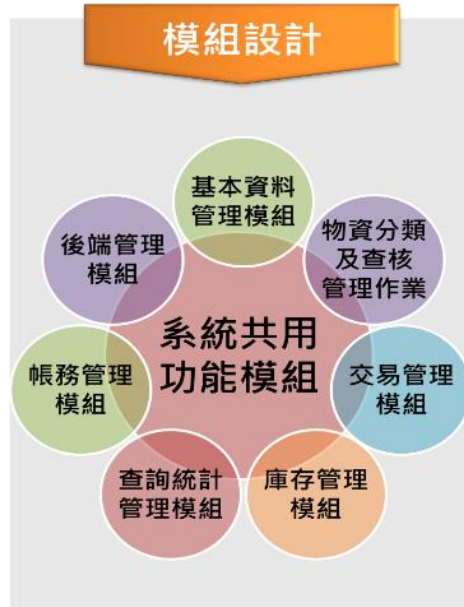 模組設計
基本資料
管理模組
物資分類
及查核
管理作業
交易管理
模組
庫存管理
模組
查詢統計
管理模組
帳務管理
模組
後端管理
模組
系統共用
功能模組